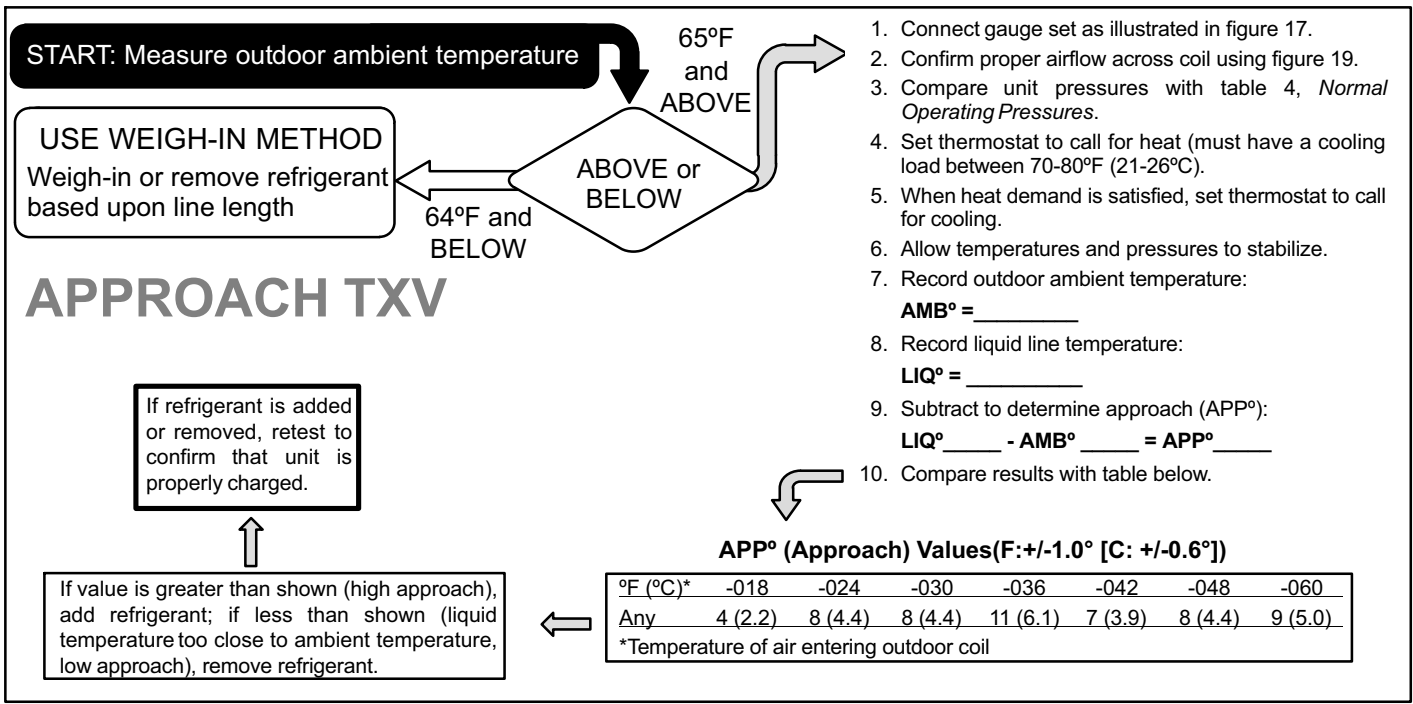 START: Measure outdoor ambient temperature
65ºF
and
ABOVE
ABOVE or
BELOW
64ºF and
BELOW
USE WEIGH-IN METHOD
Weigh-in or remove refrigerant
based upon line length
APPROACH TXV
1. Connect gauge set as illustrated in figure 17.
2. Confirm proper airflow across coil using figure 19.
3. Compare unit pressures with table 4, Normal
Operating Pressures.
4. Set thermostat to call for heat (must have a cooling
load between 70-80ºF (21-26ºC).
5. When heat demand is satisfied, set thermostat to call
for cooling.
6. Allow temperatures and pressures to stabilize.
7. Record outdoor ambient temperature:
AMBº =_________
8. Record liquid line temperature:
LIQº = __________
9. Subtract to determine approach (APPº):
LIQº_____ - AMBº _____ = APPº_____
10. Compare results with table below.
APPº (Approach) Values(F:+/-1.0° [C: +/-0.6°])
ºF (ºC)* -018 -024 -030 -036 -042 -048 -060
Any 4 (2.2) 8 (4.4) 8 (4.4) 11 (6.1) 7 (3.9) 8 (4.4) 9 (5.0)
*Temperature of air entering outdoor coil
If value is greater than shown (high approach),
add refrigerant; if less than shown (liquid
temperature too close to ambient temperature,
low approach), remove refrigerant.
If refrigerant is added
or removed, retest to
confirm that unit is
properly charged.